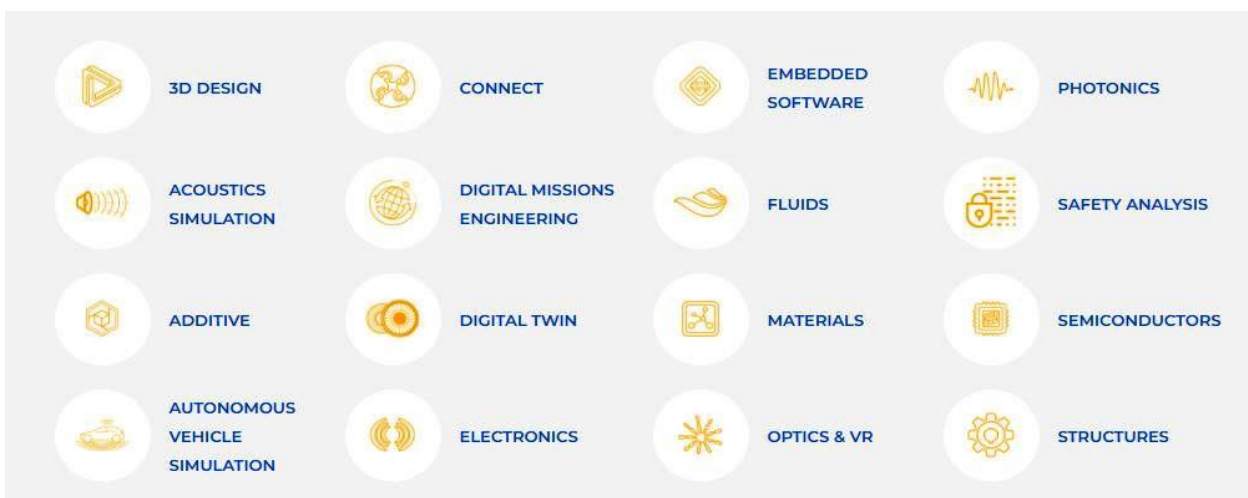 3D DESIGN
CONNECT
EMBEDDED
SOFTWARE
PHOTONICS
ACOUSTICS
SIMULATION
DIGITAL MISSIONS
ENGINEERING
FLUIDS
SAFETY ANALYSIS
ADDITIVE
DIGITAL TWIN
MATERIALS
SEMICONDUCTORS
AUTONOMOUS
VEHICLE
SIMULATION
ELECTRONICS
OPTICS & VR
STRUCTURES